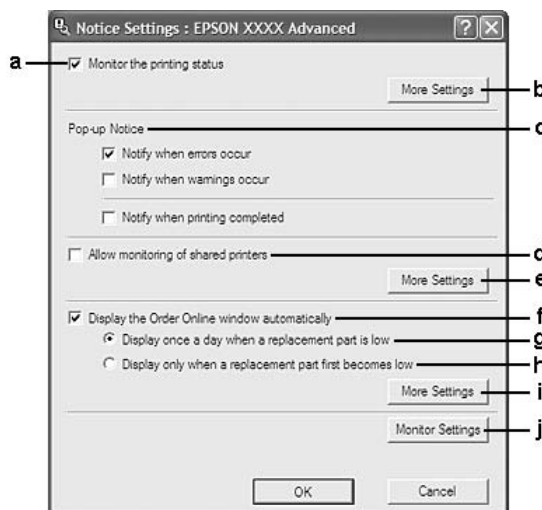 Notice Settings : EPSON XXXX Advanced
a
Monitor the printing status
More Settings
b
Pop-up Notice
c
Notify when errors occur
Notify when warnings occur
Notify when printing completed
Allow monitoring of shared printers
d
More Settings
e
Display the Order Online window automatically
f
Display once a day when a replacement part is low
g
Display only when a replacement part first becomes low
h
More Settings
i
Monitor Settings
j
OK
Cancel